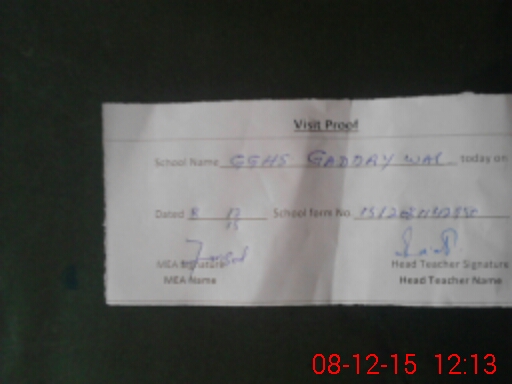 Visit Proof
School Name GGHS GADDAY WAL today on
Dated 8 12 15 School form No.
MEA Signature Head Teacher Signature
MEA Name Head Teacher Name
08-12-15 12:13